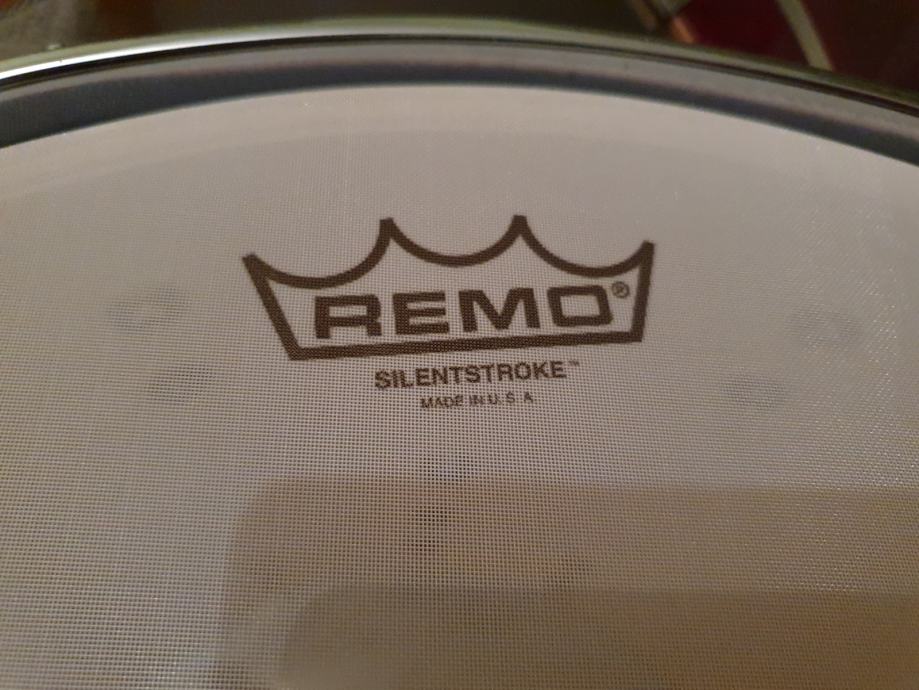 REMO®
SILENTSTROKE™
MADE IN U.S.A